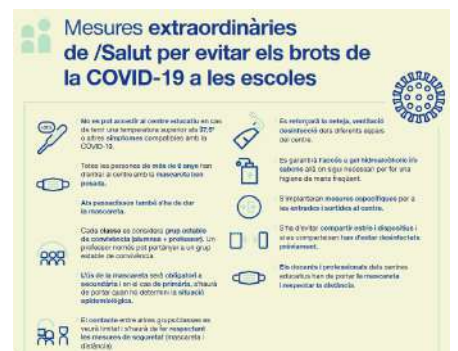 Mesures extraordinàries
de /Salut per evitar els brots de
la COVID-19 a les escoles
No es pot accedir al centre educatiu en cas
de tenir una temperatura superior als 37,5º
o altres símptomes compatibles amb la
COVID-19.
Totes les persones de més de 6 anys han
d'entrar al centre amb la mascareta ben
posada.
Als passadissos també s'ha de dur
la mascareta.
Cada classe es considera grup estable
de convivència (alumnes + professor). Un
professor només pot pertànyer a un grup
estable de convivència.
L'ús de la mascareta serà obligatori a
secundària i en el cas de primària, s'haurà
de portar quan ho determini la situació
epidemiològica.
El contacte entre altres grups/classes es
veurà limitat i s'haurà de fer respectant
les mesures de seguretat (mascareta i
distància).
Es reforçarà la neteja, ventilació
desinfecció dels diferents espais
del centre.
Es garantirà l'accés a gel hidroalcohòlic i/o
sabons allà on sigui necessari per fer una
higiene de mans freqüent.
S'implantaran mesures específiques per a
les entrades i sortides al centre.
S'ha d'evitar compartir estris i dispositius i
si es comparteixen han d'estar desinfectats
prèviament.
Els docents i professionals dels centres
educatius han de portar la mascareta
i respectar la distància.